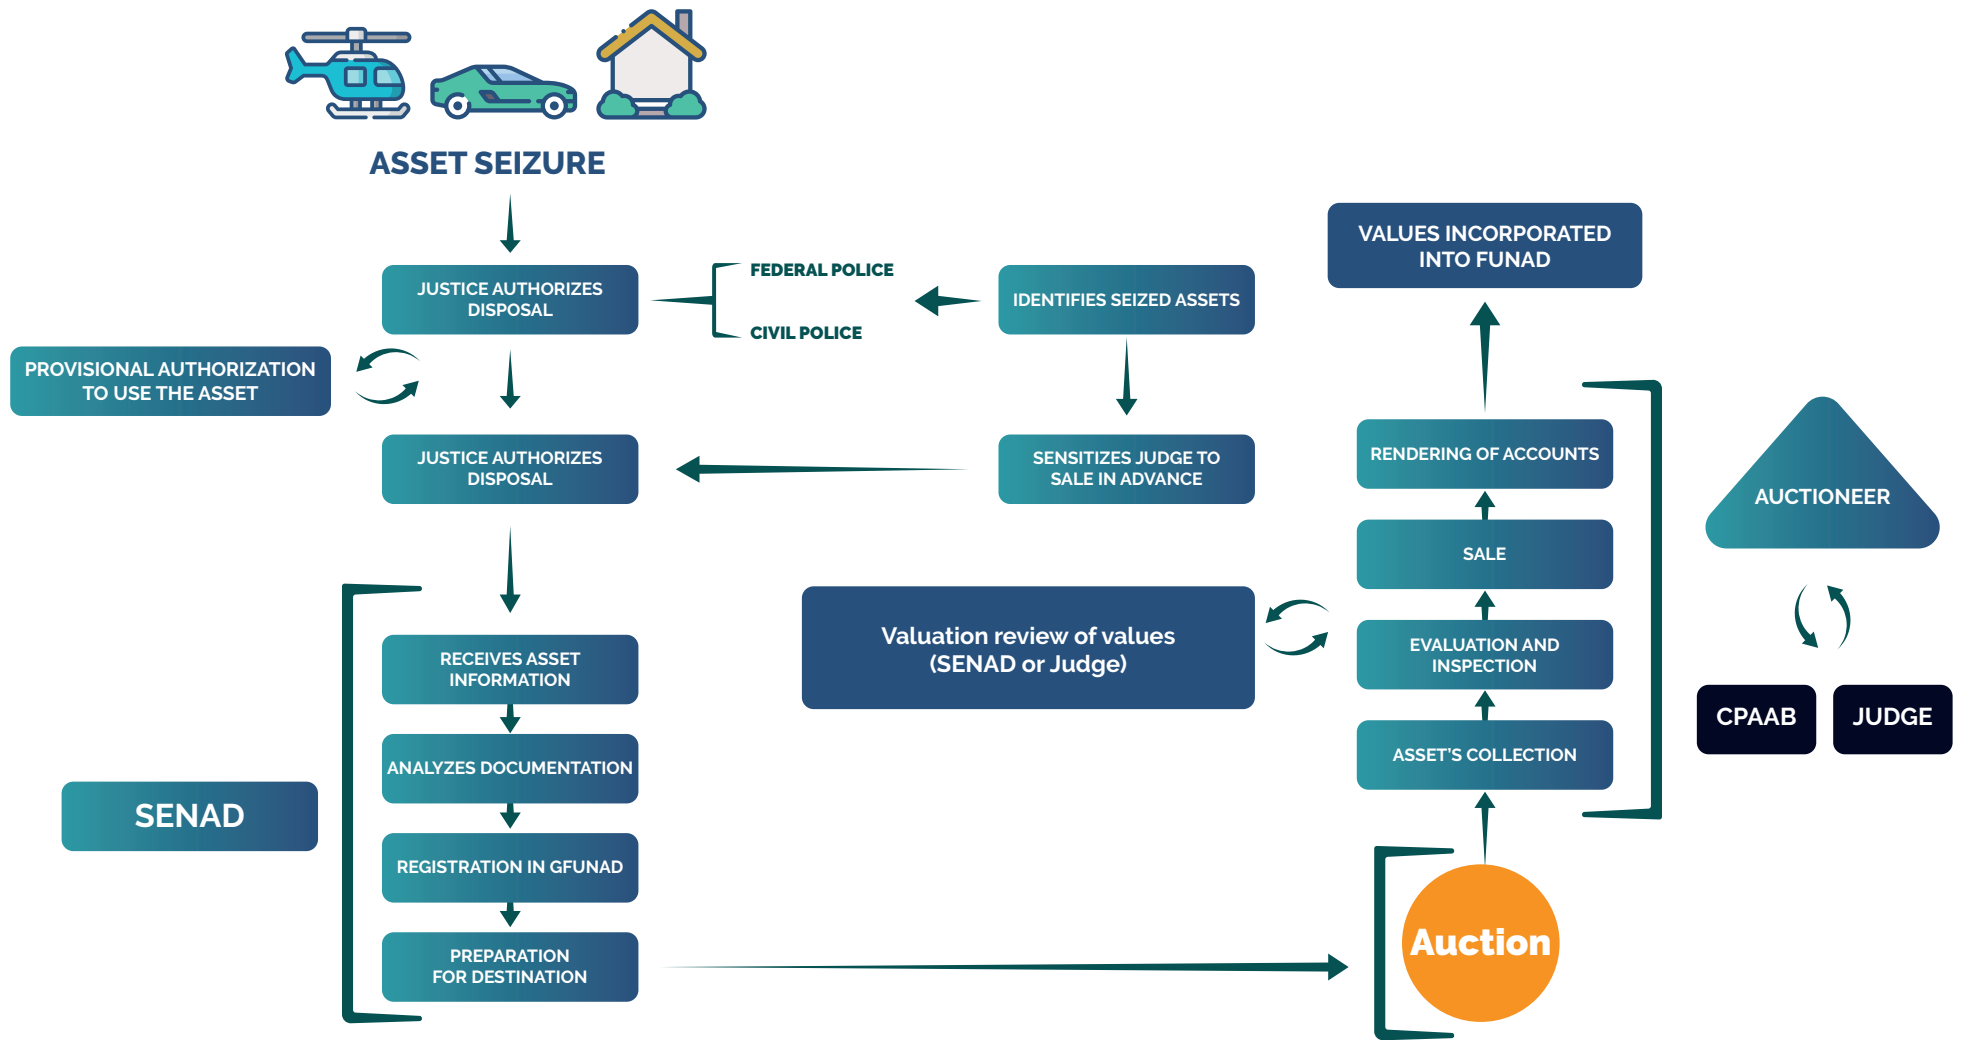 ASSET SEIZURE
JUSTICE AUTHORIZES
DISPOSAL
FEDERAL POLICE
CIVIL POLICE
IDENTIFIES SEIZED ASSETS
PROVISIONAL AUTHORIZATION
TO USE THE ASSET
JUSTICE AUTHORIZES
DISPOSAL
SENSITIZES JUDGE TO
SALE IN ADVANCE
SENAD
RECEIVES ASSET
INFORMATION
ANALYZES DOCUMENTATION
REGISTRATION IN GFUNAD
PREPARATION
FOR DESTINATION
Auction
ASSET'S COLLECTION
EVALUATION AND
INSPECTION
Valuation review of values
(SENAD or Judge)
SALE
RENDERING OF ACCOUNTS
VALUES INCORPORATED
INTO FUNAD
AUCTIONEER
CPAAB
JUDGE